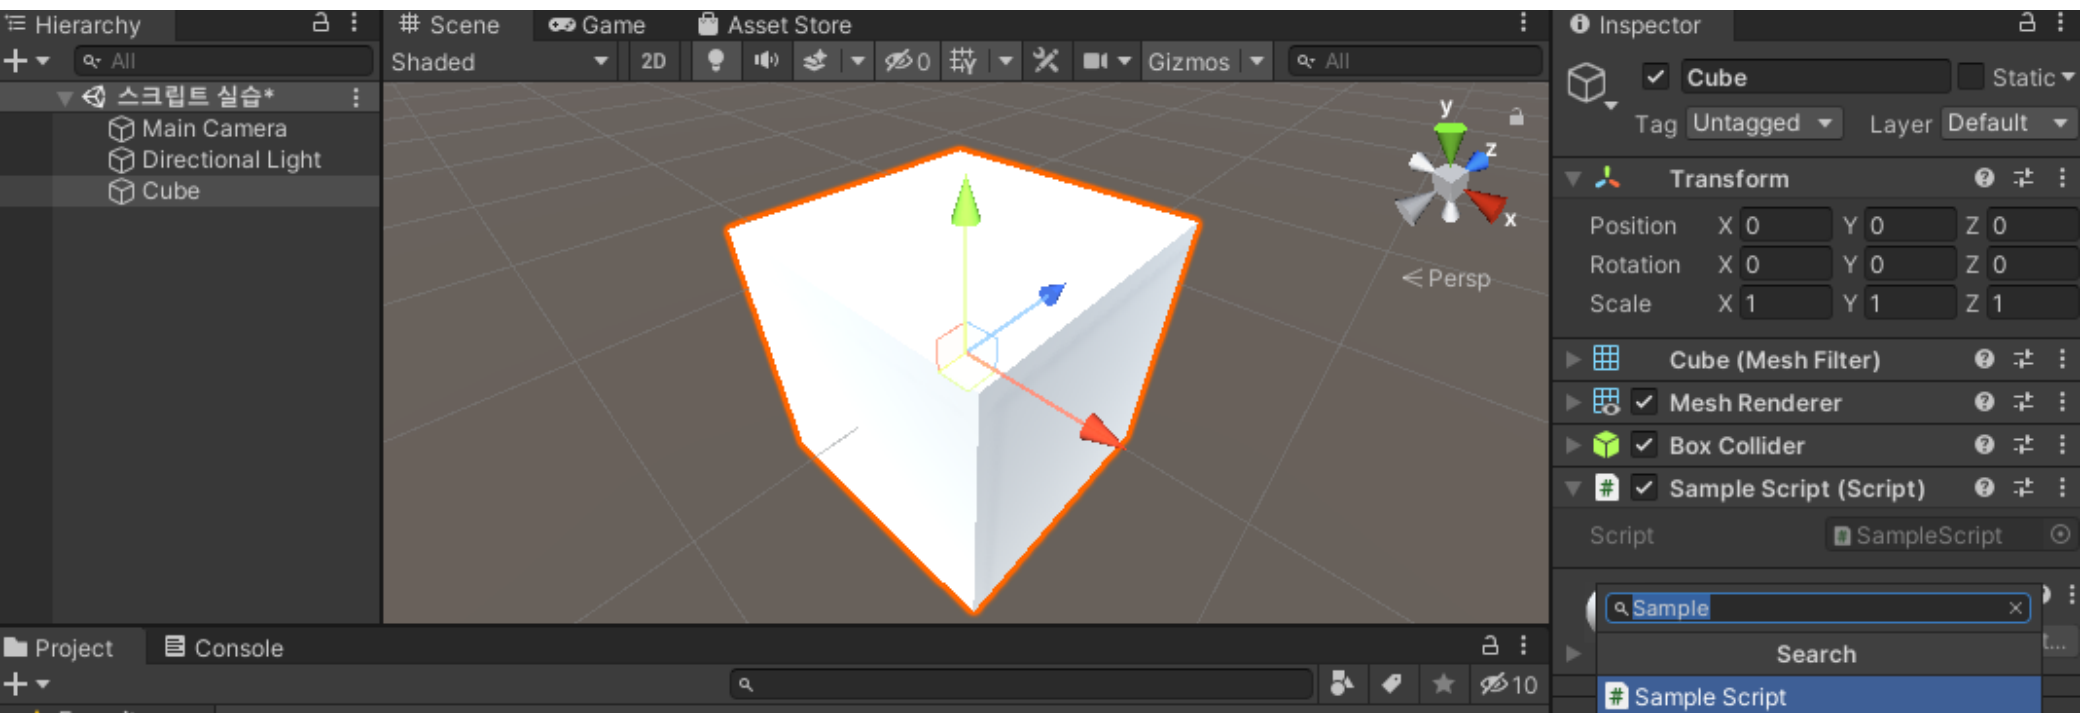 Hierarchy
All
스크립트 실습*
Main Camera
Directional Light
Cube
Scene Game Asset Store
Shaded 2D 0 Gizmos All
y
z
x
Persp
Inspector
Cube Static
Tag Untagged Layer Default
Transform
Position X 0 Y 0 Z 0
Rotation X 0 Y 0 Z 0
Scale X 1 Y 1 Z 1
Cube (Mesh Filter)
Mesh Renderer
Box Collider
# Sample Script (Script)
Script # SampleScript
Sample
Search
# Sample Script
Project Console
10